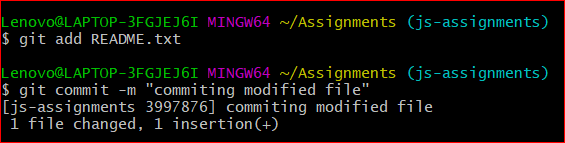 Lenovo@LAPTOP-3FGJEJ6I MINGW64 ~/Assignments (js-assignments)
$ git add README.txt
Lenovo@LAPTOP-3FGJEJ6I MINGW64 ~/Assignments (js-assignments)
$ git commit -m "commiting modified file"
[js-assignments 3997876] commiting modified file
 1 file changed, 1 insertion(+)